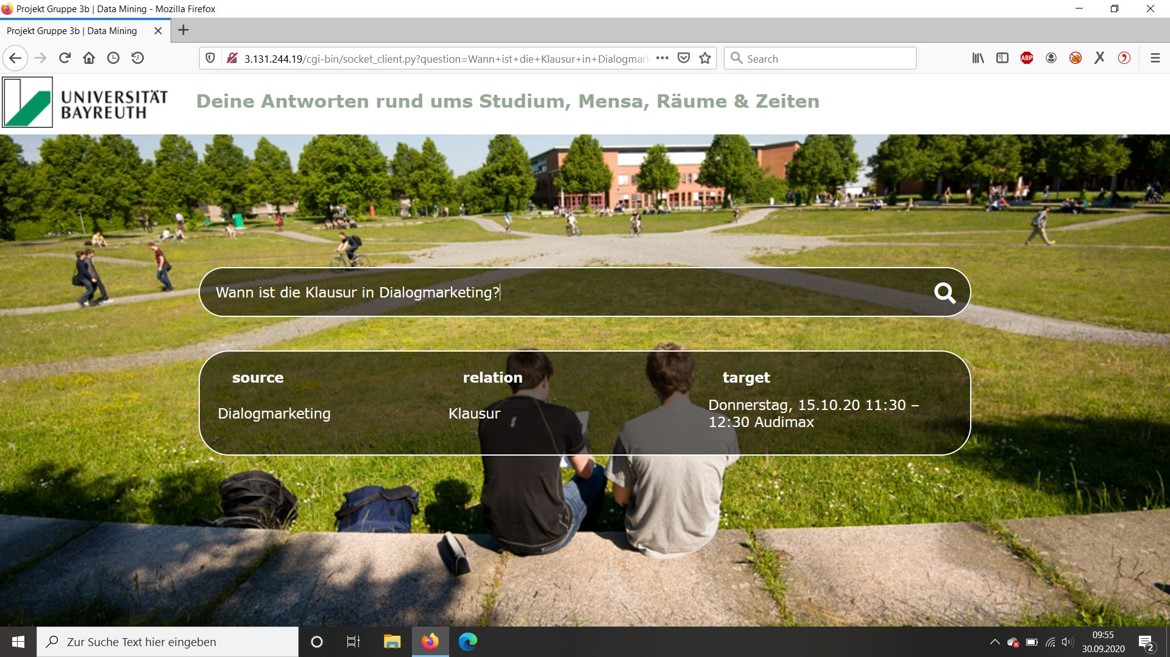 Projekt Gruppe 3b | Data Mining - Mozilla Firefox
Projekt Gruppe 3b | Data Mining
3.131.244.19/cgi-bin/socket_client.py?question=Wann+ist+die+Klausur+in+Dialogmar
Search
ABP
UNIVERSITÄT
BAYREUTH
Deine Antworten rund ums Studium, Mensa, Räume & Zeiten
Wann ist die Klausur in Dialogmarketing?
source relation target
Dialogmarketing Klausur Donnerstag, 15.10.20 11:30 –
12:30 Audimax
Zur Suche Text hier eingeben
09:55
30.09.2020
2